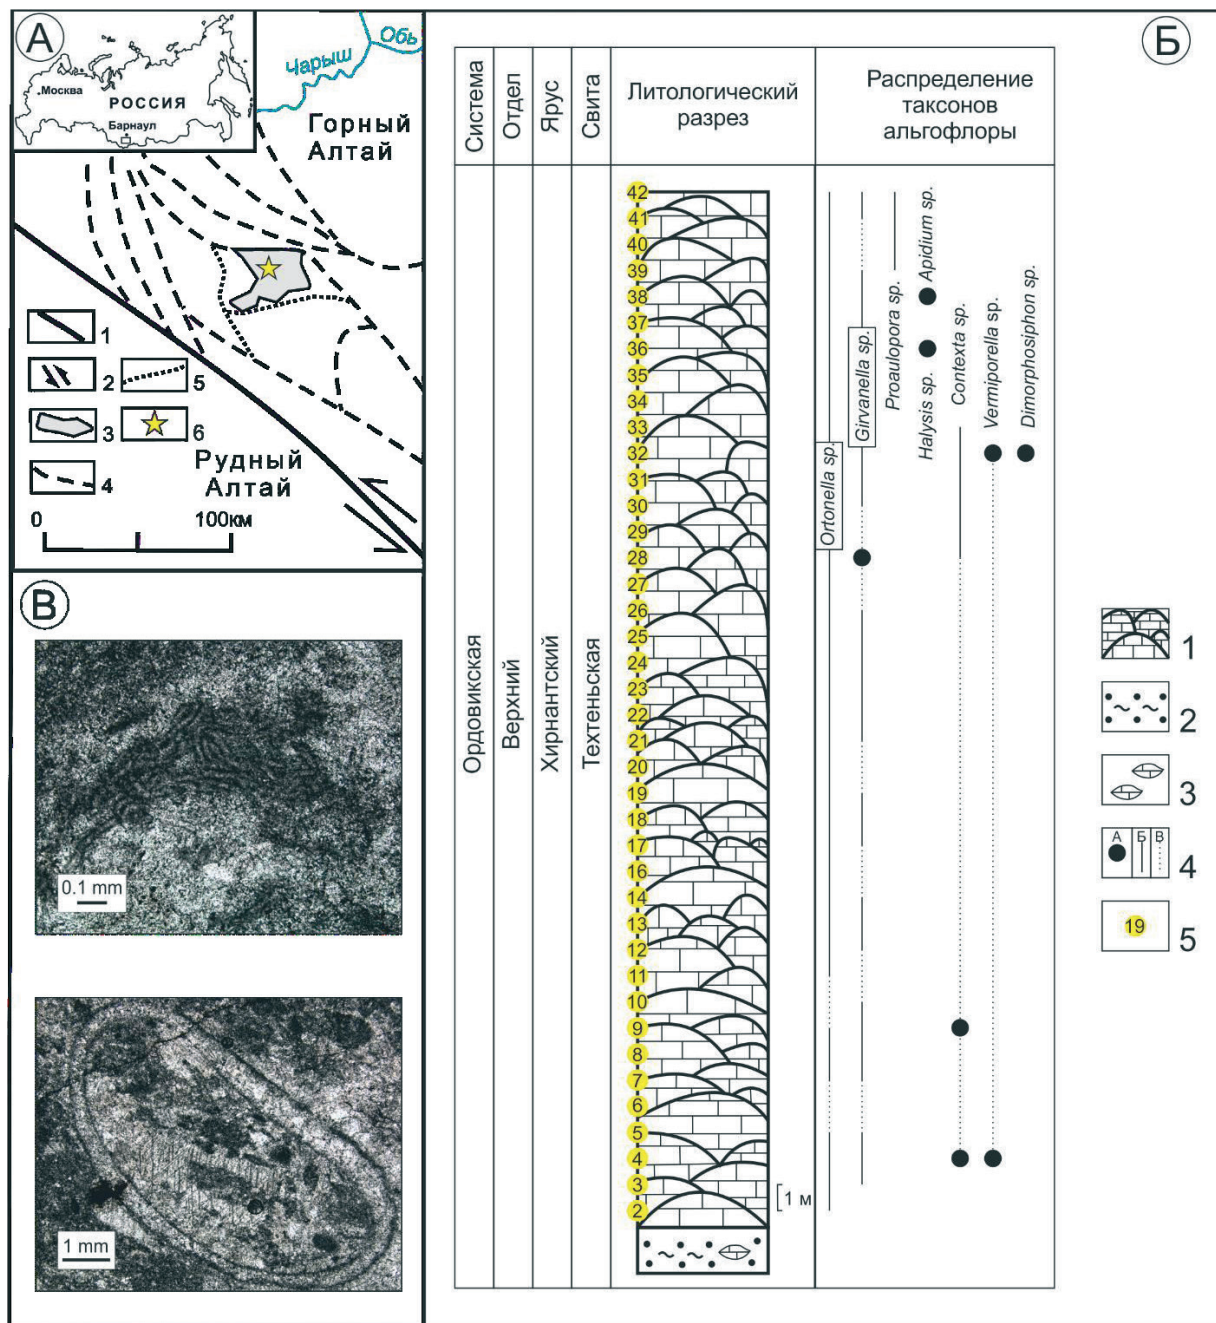 А
Москва
РОССИЯ
Барнаул
Обь
Чарыш
Горный
Алтай
1
2
5
3
6
4
Рудный
Алтай
0
100км
В
0.1 mm
1 mm
Б
Система
Отдел
Ярус
Свита
Литологический
разрез
Распределение
таксонов
альгофлоры
Ордовикская
Верхний
Хирнантский
Техтеньская
42
41
40
39
38
37
36
35
34
33
32
31
30
29
28
27
26
25
24
23
22
21
20
19
18
17
16
14
13
12
11
10
9
8
7
6
5
4
3
2
1 м
Ortonella sp.
Girvanella sp.
Proaulopora sp.
Halysis sp.
Apidium sp.
Contexta sp.
Vermiporella sp.
Dimorphosiphon sp.
1
2
3
А Б В
4
19
5